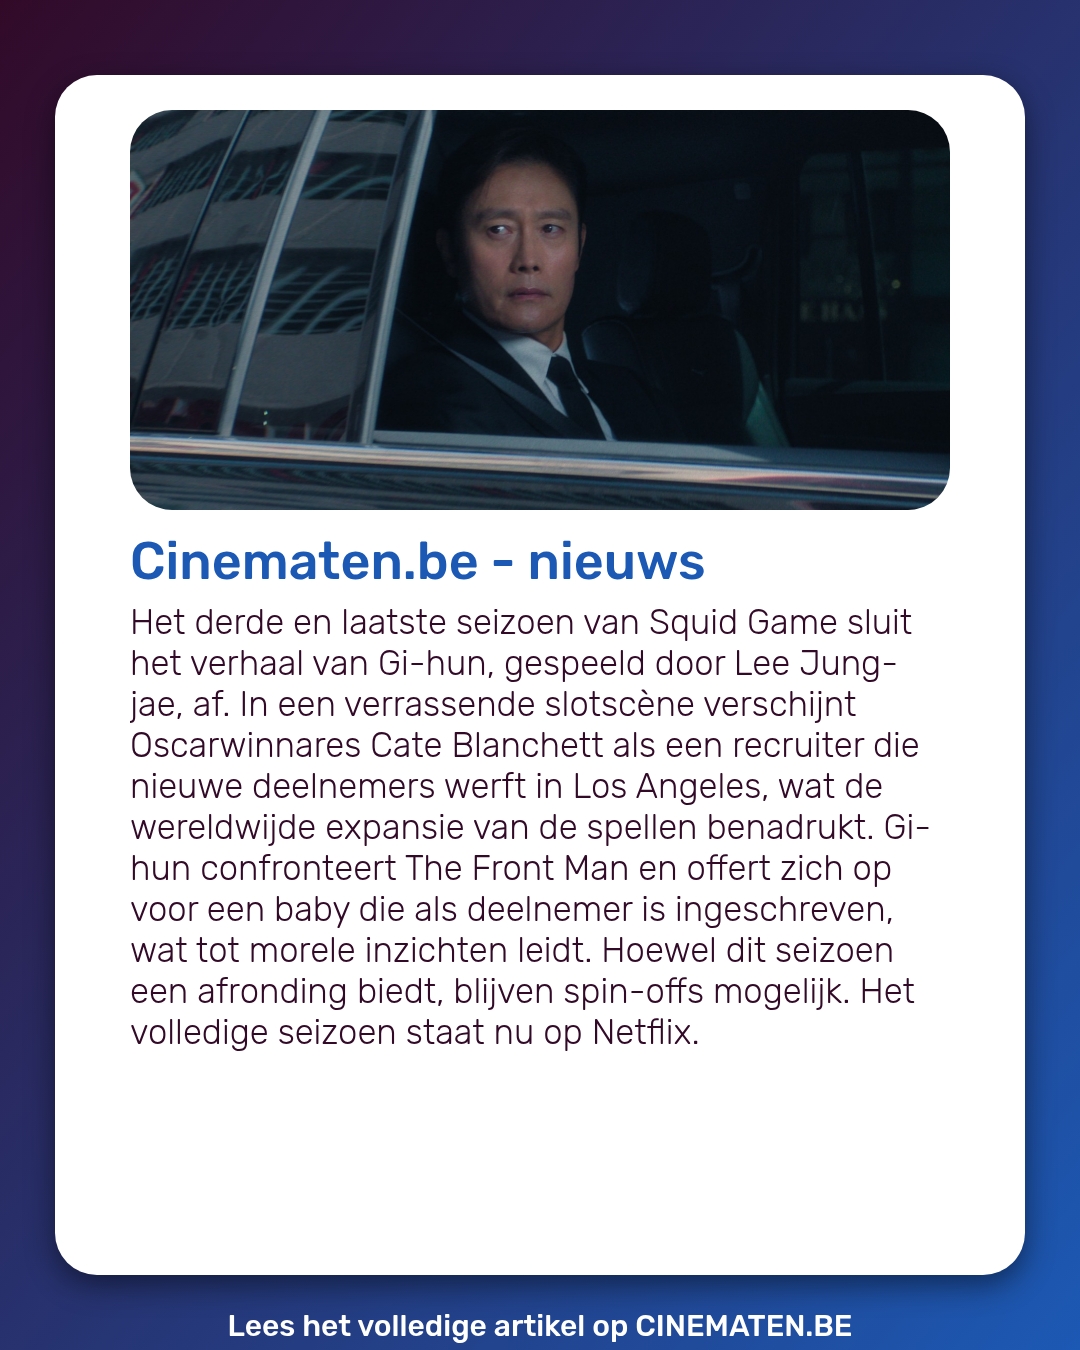 Cinematen.be - nieuws
Het derde en laatste seizoen van Squid Game sluit
het verhaal van Gi-hun, gespeeld door Lee Jung-
jae, af. In een verrassende slotscène verschijnt
Oscarwinnares Cate Blanchett als een recruiter die
nieuwe deelnemers werft in Los Angeles, wat de
wereldwijde expansie van de spellen benadrukt. Gi-
hun confronteert The Front Man en offert zich op
voor een baby die als deelnemer is ingeschreven,
wat tot morele inzichten leidt. Hoewel dit seizoen
een afronding biedt, blijven spin-offs mogelijk. Het
volledige seizoen staat nu op Netflix.
Lees het volledige artikel op CINEMATEN.BE